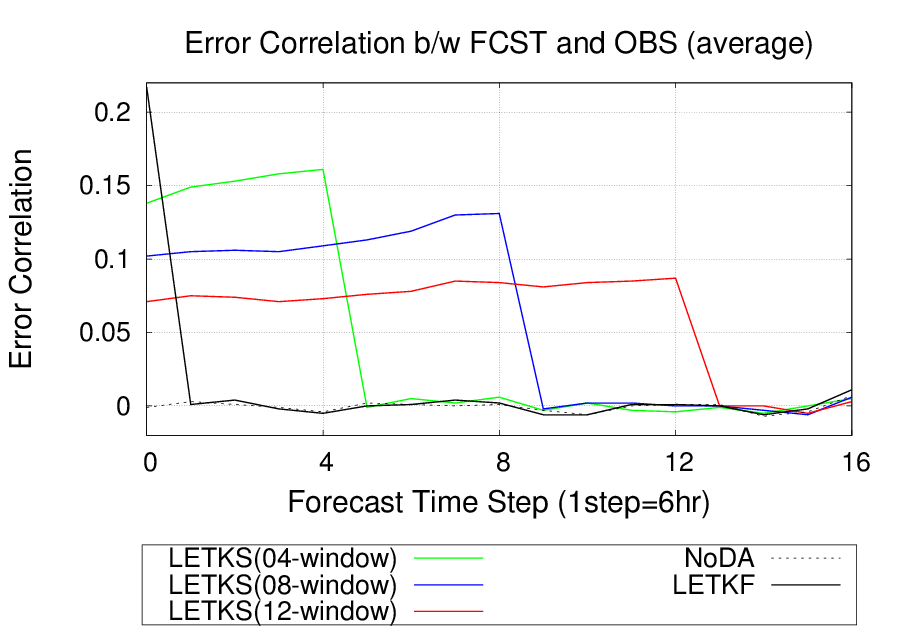 Error Correlation b/w FCST and OBS (average)
Error Correlation
0.2
0.15
0.1
0.05
0
0 4 8 12 16
Forecast Time Step (1step=6hr)
LETKS(04-window) NoDA
LETKS(08-window) LETKF
LETKS(12-window)